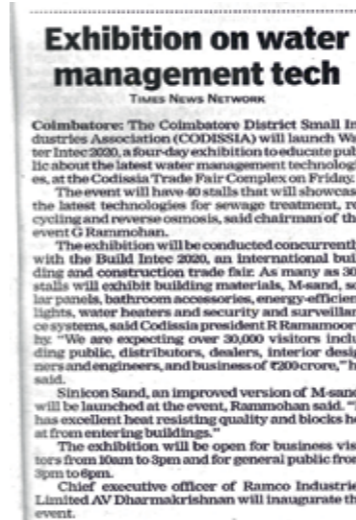 Exhibition on water
management tech
TIMES NEWS NETWORK
Coimbatore: The Coimbatore District Small In
dustries Association (CODISSIA) will launch Wa
ter Intec 2020, a four-day exhibition to educate pub
lic about the latest water management technologi
es, at the Codissia Trade Fair Complex on Friday.
The event will have 40 stalls that will showcas
the latest technologies for sewage treatment, re
cycling and reverse osmosis, said chairman of th
event G Rammohan.
The exhibition will be conducted concurrentl
with the Build Intec 2020, an international buil
ding and construction trade fair. As many as 30
stalls will exhibit building materials, M-sand, so
lar panels, bathroom accessories, energy-efficien
lights, water heaters and security and surveillan
ce systems, said Codissia president R Ramamoor
hy. "We are expecting over 30,000 visitors inclu
ding public, distributors, dealers, interior desig
ners and engineers, and business of ₹200 crore," h
said.
Sinicon Sand, an improved version of M-sand
will be launched at the event, Rammohan said. "I
has excellent heat resisting quality and blocks he
at from entering buildings."
The exhibition will be open for business vis
tors from 10am to 3pm and for general public from
3pm to 6pm.
Chief executive officer of Ramco Industrie
Limited AV Dharmakrishnan will inaugurate th
event.